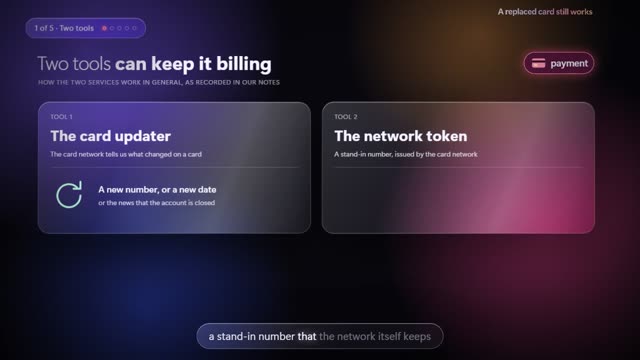 A replaced card still works
1 of 5 · Two tools
Two tools can keep it billing
HOW THE TWO SERVICES WORK IN GENERAL, AS RECORDED IN OUR NOTES
payment
TOOL 1
The card updater
The card network tells us what changed on a card
A new number, or a new date
or the news that the account is closed
TOOL 2
The network token
A stand-in number, issued by the card network
a stand-in number that the network itself keeps